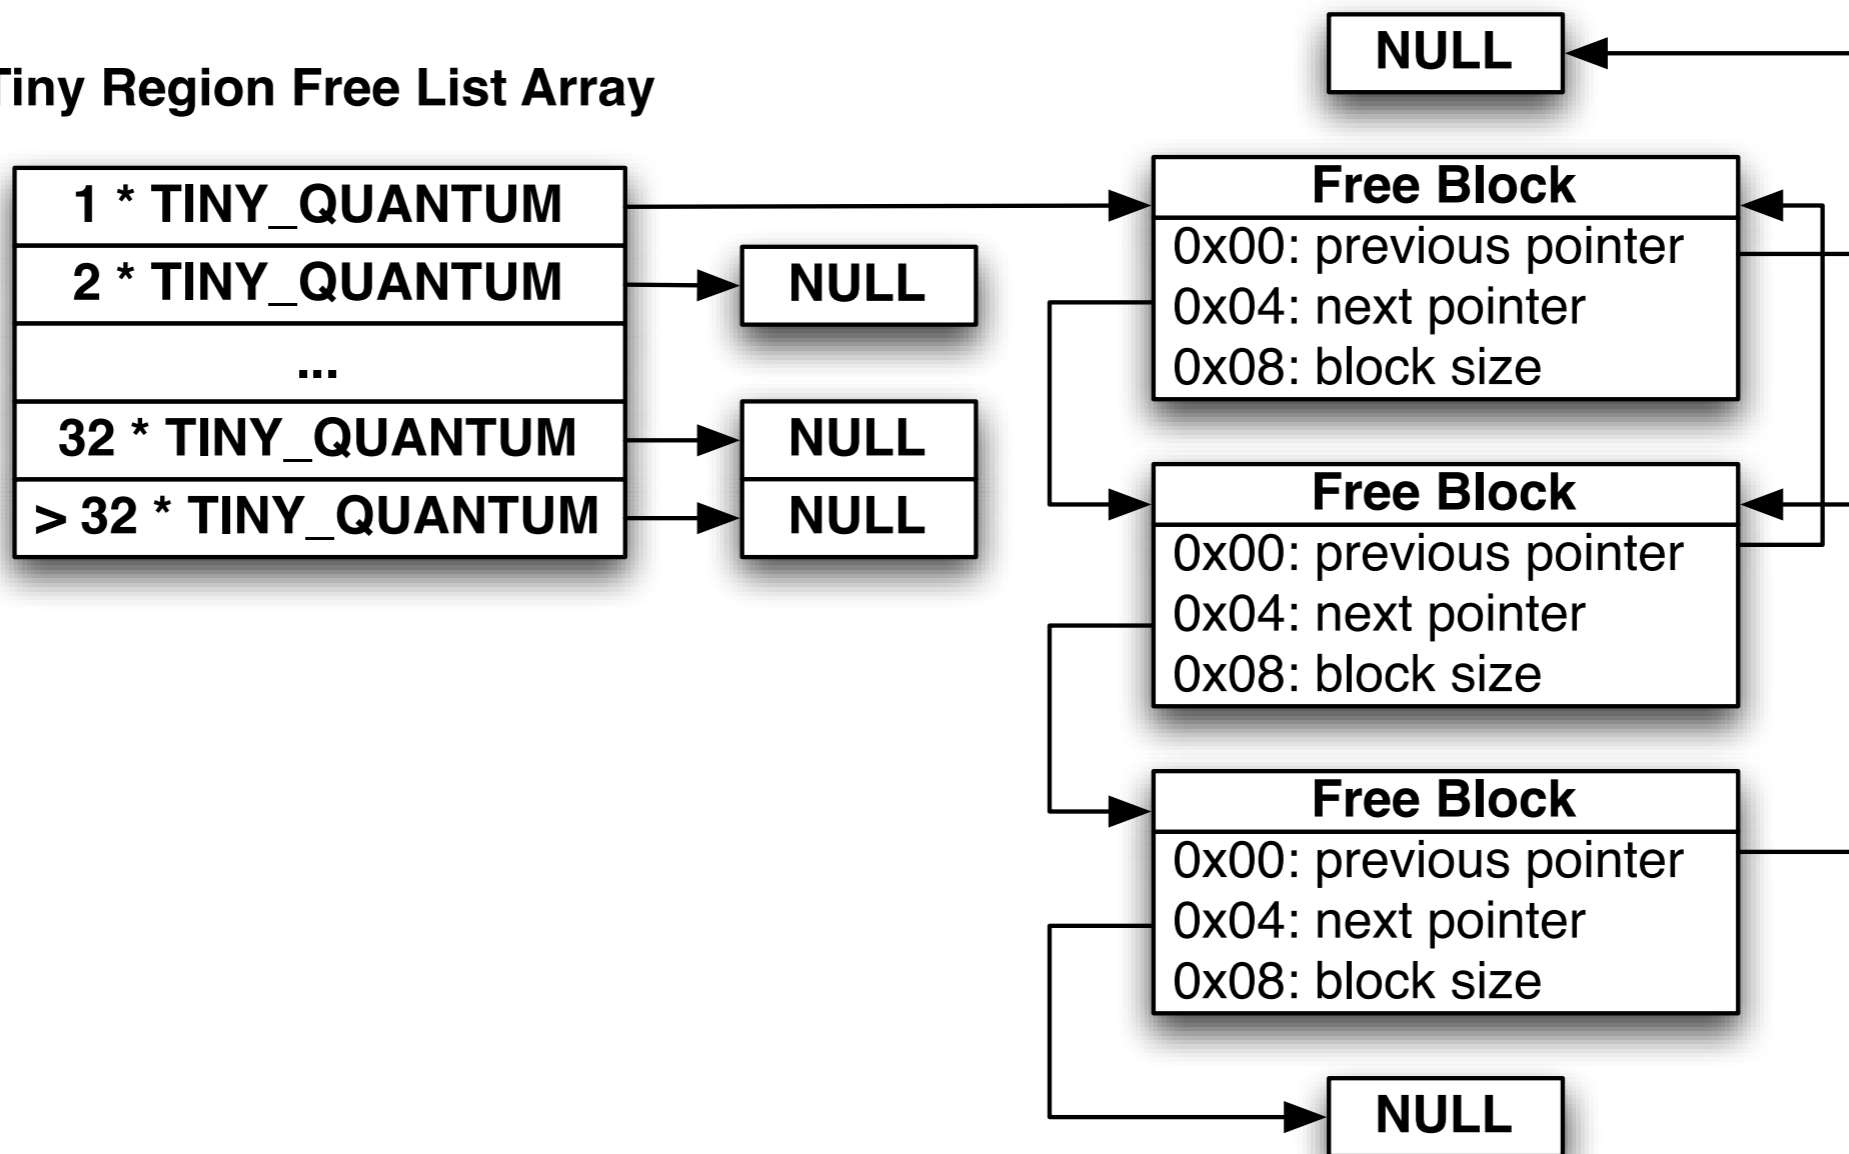 Tiny Region Free List Array
1 * TINY_QUANTUM
2 * TINY_QUANTUM
...
32 * TINY_QUANTUM
> 32 * TINY_QUANTUM
NULL
NULL
NULL
NULL
Free Block
0x00: previous pointer
0x04: next pointer
0x08: block size
Free Block
0x00: previous pointer
0x04: next pointer
0x08: block size
Free Block
0x00: previous pointer
0x04: next pointer
0x08: block size
NULL